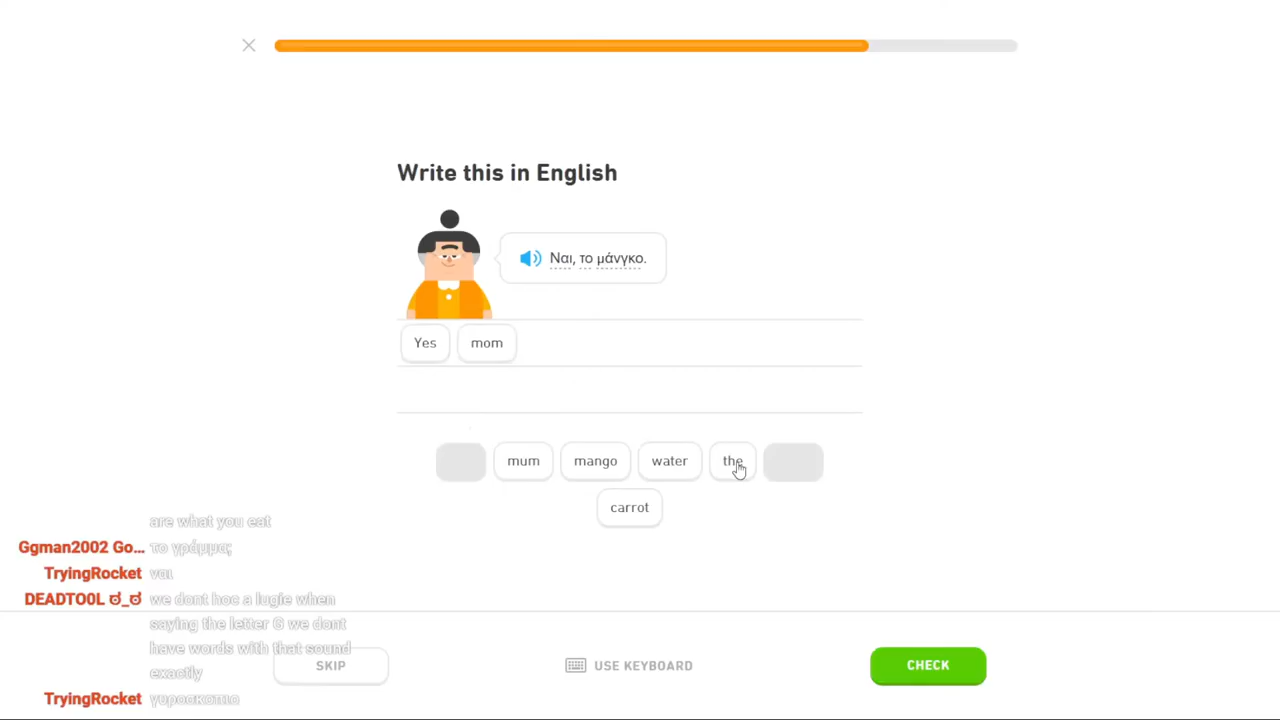 Write this in English
Ναι, το μάνγκο.
Yes mom
mum mango water the
carrot
are what you eat
Ggman2002 Go... το γράμμα;
TryingRocket ναι
DEADTO0L ಠ_ಠ we dont hoc a lugie when
saying the letter G we dont
have words with that sound
exactly
TryingRocket γυροσκοπιο
SKIP USE KEYBOARD CHECK